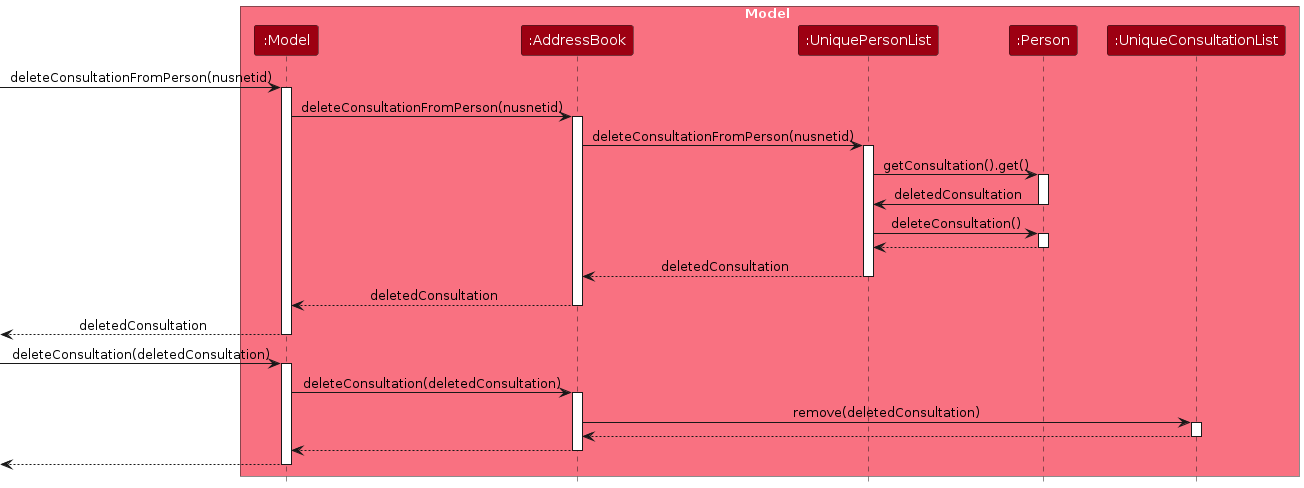 Model
:Model
:AddressBook
:UniquePersonList
:Person
:UniqueConsultationList
deleteConsultationFromPerson(nusnetid)
deleteConsultationFromPerson(nusnetid)
deleteConsultationFromPerson(nusnetid)
getConsultation().get()
deletedConsultation
deleteConsultation()
deletedConsultation
deletedConsultation
deletedConsultation
deleteConsultation(deletedConsultation)
deleteConsultation(deletedConsultation)
remove(deletedConsultation)